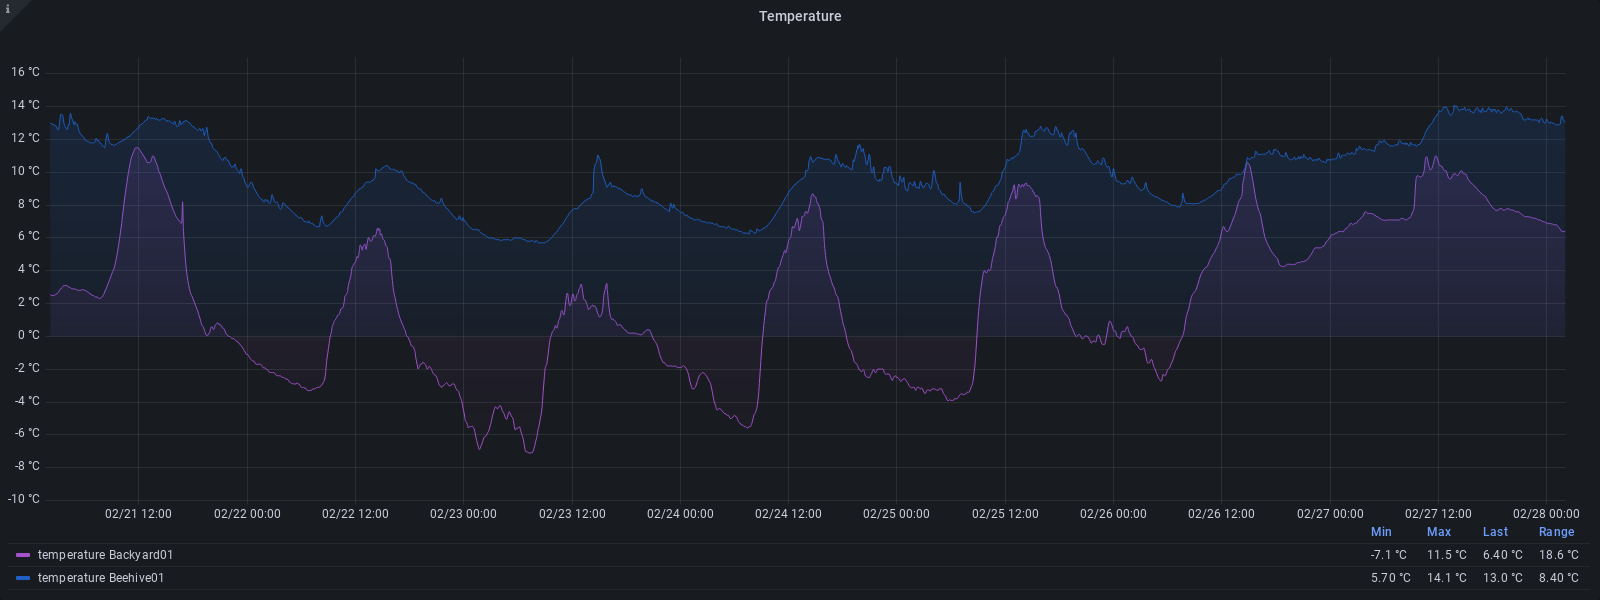 i
Temperature
16 °C
14 °C
12 °C
10 °C
8 °C
6 °C
4 °C
2 °C
0 °C
-2 °C
-4 °C
-6 °C
-8 °C
-10 °C
02/21 12:00 02/22 00:00 02/22 12:00 02/23 00:00 02/23 12:00 02/24 00:00 02/24 12:00 02/25 00:00 02/25 12:00 02/26 00:00 02/26 12:00 02/27 00:00 02/27 12:00 02/28 00:00
Min Max Last Range
temperature Backyard01 -7.1 °C 11.5 °C 6.40 °C 18.6 °C
temperature Beehive01 5.70 °C 14.1 °C 13.0 °C 8.40 °C